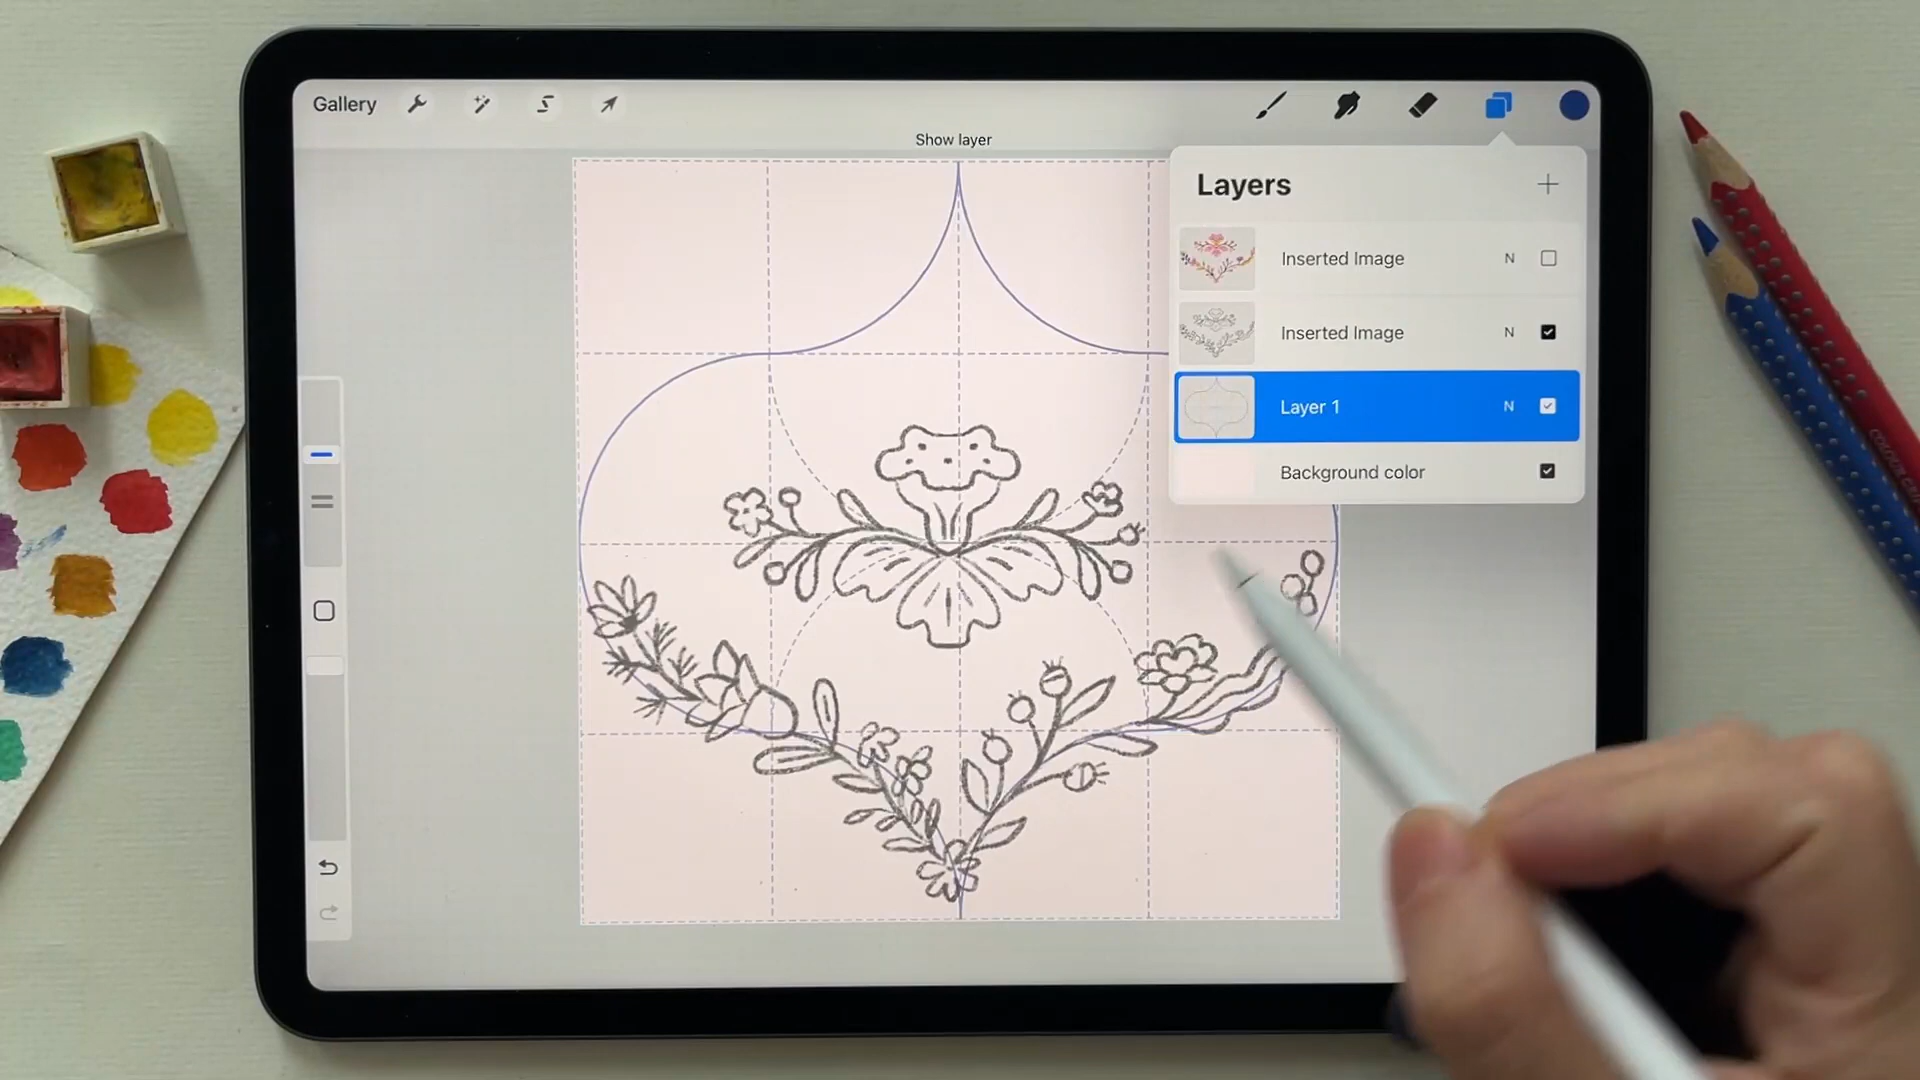 Gallery
Show layer
Layers
Inserted Image N
Inserted Image N
Layer 1 N
Background color